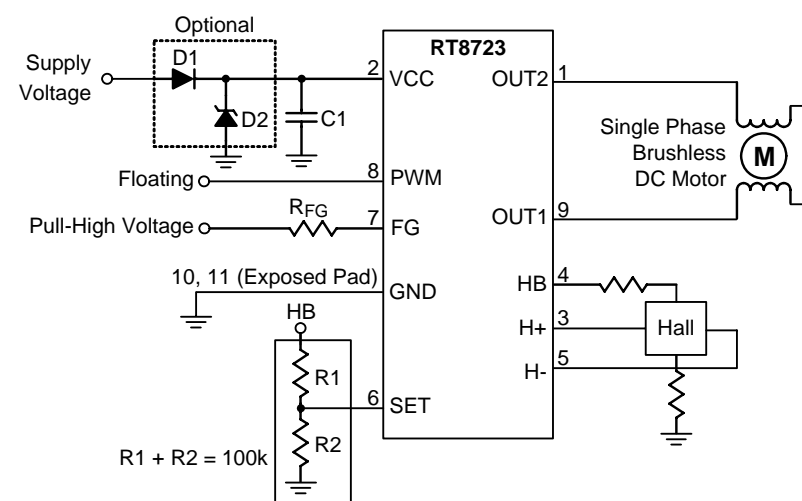 Optional
RT8723
D1
Supply
Voltage
2
VCC
OUT2
1
D2
C1
Single Phase
Brushless
DC Motor
M
Floating
8
PWM
Pull-High Voltage
RFG
7
FG
OUT1
9
10, 11 (Exposed Pad)
GND
HB
4
HB
H+
3
Hall
R1
H-
5
6
SET
R2
R1 + R2 = 100k